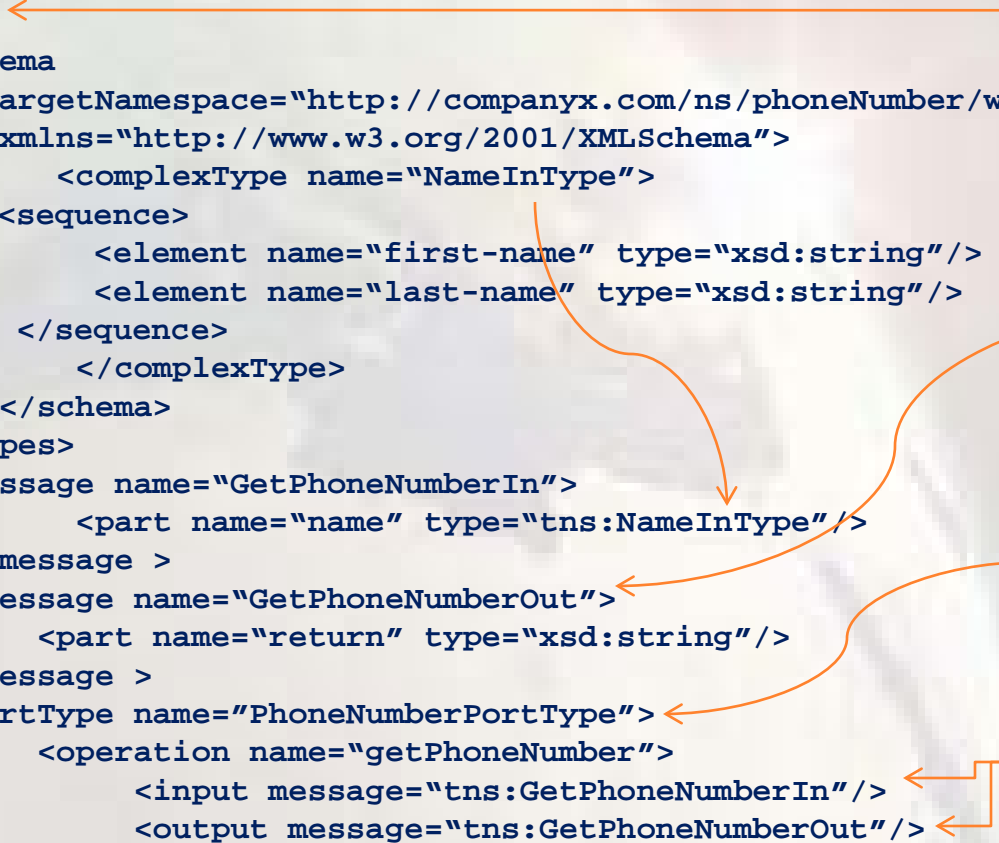 ema
argetNamespace=“http://companyx.com/ns/phoneNumber/w
xmlns=“http://www.w3.org/2001/XMLSchema”>
<complexType name=“NameInType”>
<sequence>
<element name=“first-name” type=“xsd:string”/>
<element name=“last-name” type=“xsd:string”/>
</sequence>
</complexType>
</schema>
pes>
ssage name=“GetPhoneNumberIn”>
<part name=“name” type=“tns:NameInType”/>
message >
essage name=“GetPhoneNumberOut”>
<part name=“return” type=“xsd:string”/>
essage >
rtType name=”PhoneNumberPortType”>
<operation name=“getPhoneNumber”>
<input message=“tns:GetPhoneNumberIn”/>
<output message=“tns:GetPhoneNumberOut”/>